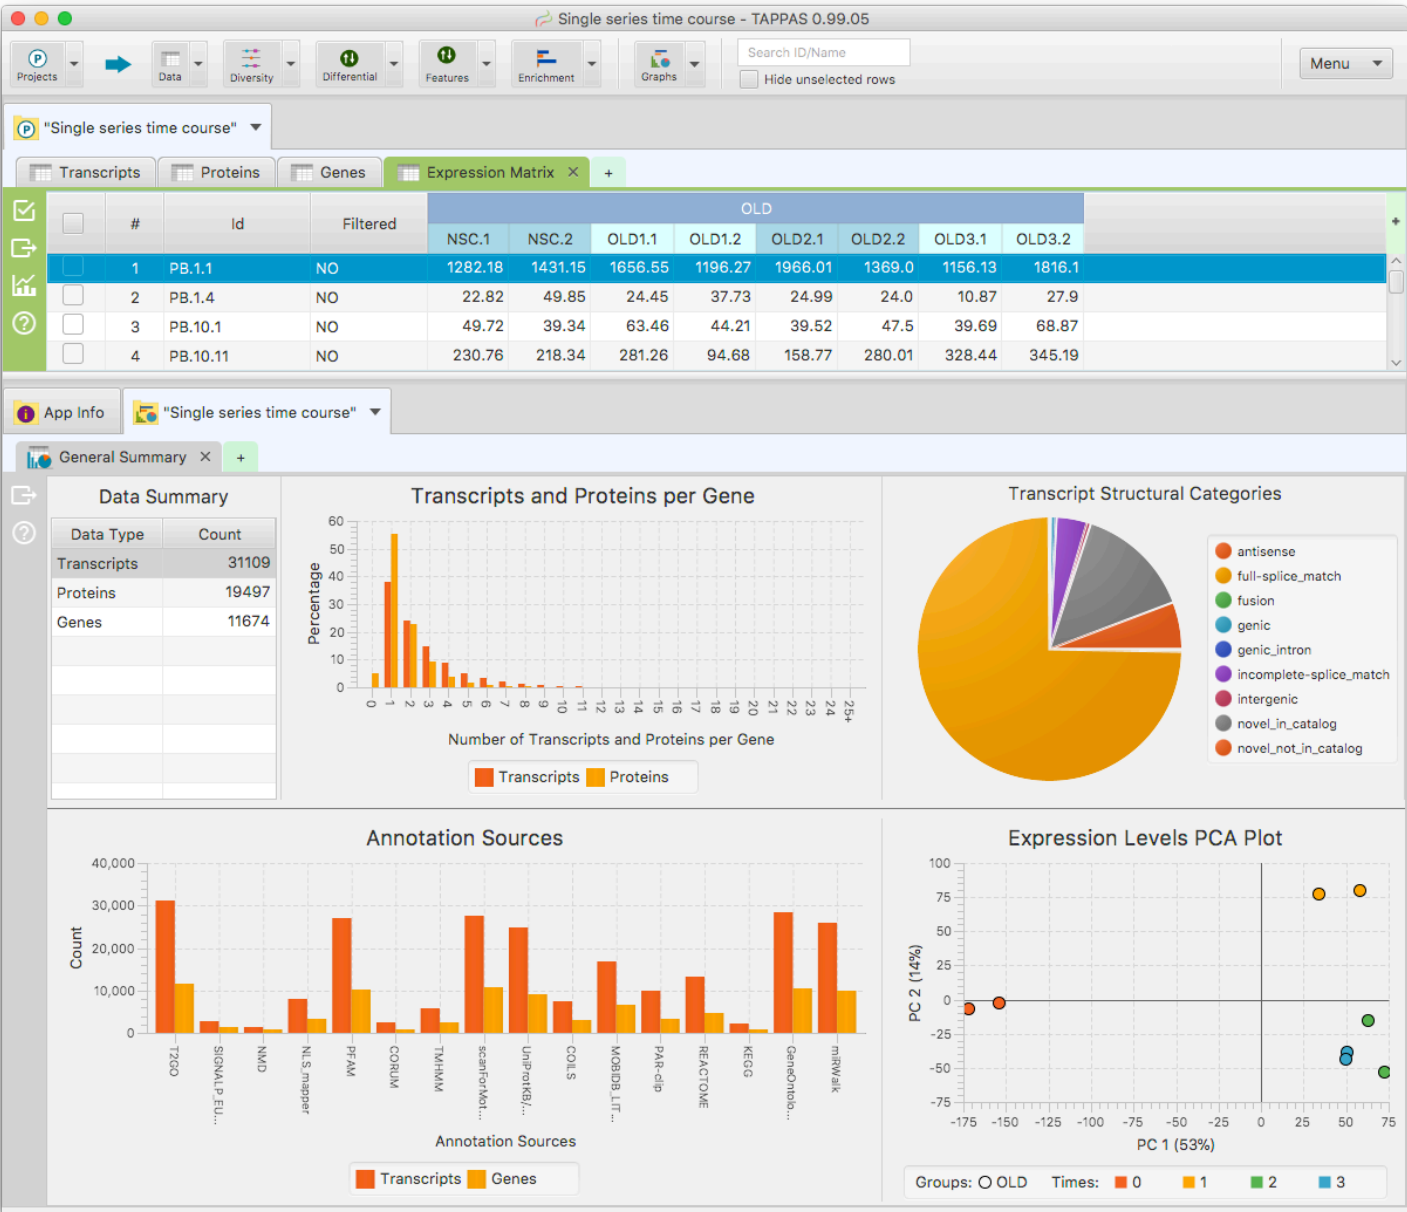 Single series time course - TAPPAS 0.99.05
Projects
Data
Diversity
Differential
Features
Enrichment
Graphs
Search ID/Name
Hide unselected rows
Menu
"Single series time course"
Transcripts Proteins Genes Expression Matrix × +
# Id Filtered OLD
NSC.1 NSC.2 OLD1.1 OLD1.2 OLD2.1 OLD2.2 OLD3.1 OLD3.2
1 PB.1.1 NO 1282.18 1431.15 1656.55 1196.27 1966.01 1369.0 1156.13 1816.1
2 PB.1.4 NO 22.82 49.85 24.45 37.73 24.99 24.0 10.87 27.9
3 PB.10.1 NO 49.72 39.34 63.46 44.21 39.52 47.5 39.69 68.87
4 PB.10.11 NO 230.76 218.34 281.26 94.68 158.77 280.01 328.44 345.19
App Info "Single series time course"
General Summary × +
Data Summary
Data Type Count
Transcripts 31109
Proteins 19497
Genes 11674
Transcripts and Proteins per Gene
Percentage
60
50
40
30
20
10
0
0 1 2 3 4 5 6 7 8 9 10 11 12 13 14 15 16 17 18 19 20 21 22 23 24 25+
Number of Transcripts and Proteins per Gene
Transcripts Proteins
Transcript Structural Categories
antisense
full-splice_match
fusion
genic
genic_intron
incomplete-splice_match
intergenic
novel_in_catalog
novel_not_in_catalog
Annotation Sources
Count
40,000
30,000
20,000
10,000
0
T2GO
SIGNALP_EU...
NMD
NLS_mapper
PFAM
CORUM
TMHMM
scanForMot...
UniProtKB/...
COILS
MOBIDB_LIT...
PAR-clip
REACTOME
KEGG
GeneOntolo...
miRWalk
Annotation Sources
Transcripts Genes
Expression Levels PCA Plot
PC 2 (14%)
100
75
50
25
0
-25
-50
-75
-175 -150 -125 -100 -75 -50 -25 0 25 50 75
PC 1 (53%)
Groups: OLD Times: 0 1 2 3